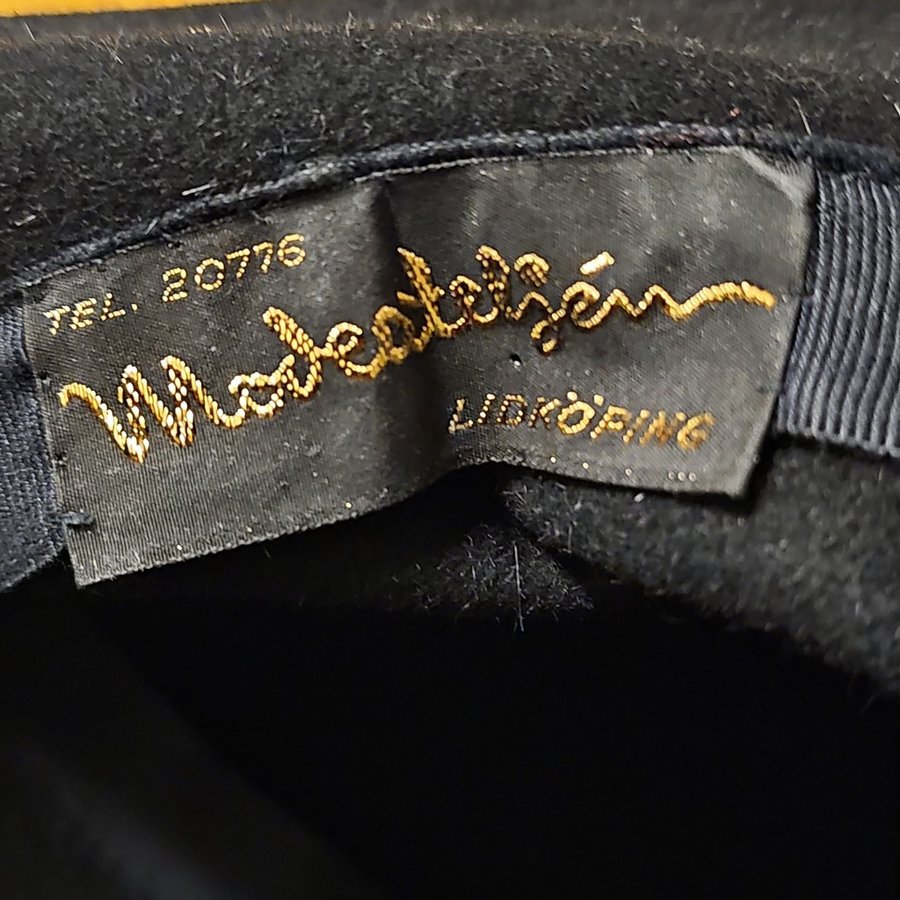 TEL. 20776
Modeateljén
LIDKÖPING